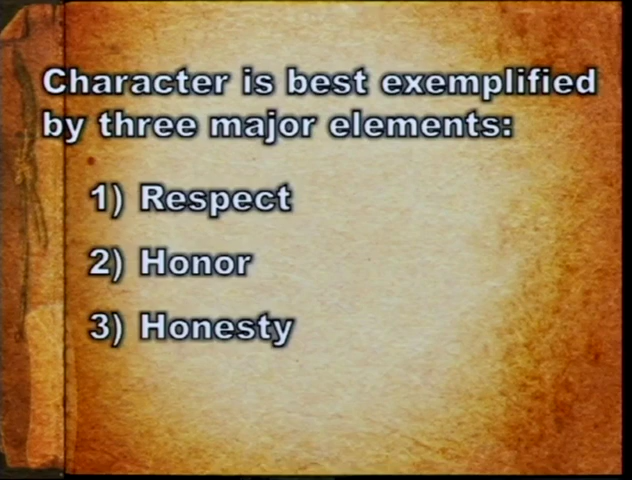 Character is best exemplified
by three major elements:
1) Respect
2) Honor
3) Honesty